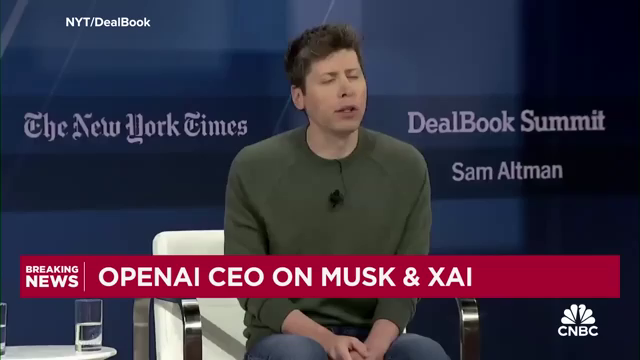 NYT/DealBook
The New York Times
DealBook Summit
Sam Altman
BREAKING
NEWS
OPENAI CEO ON MUSK & XAI
CNBC